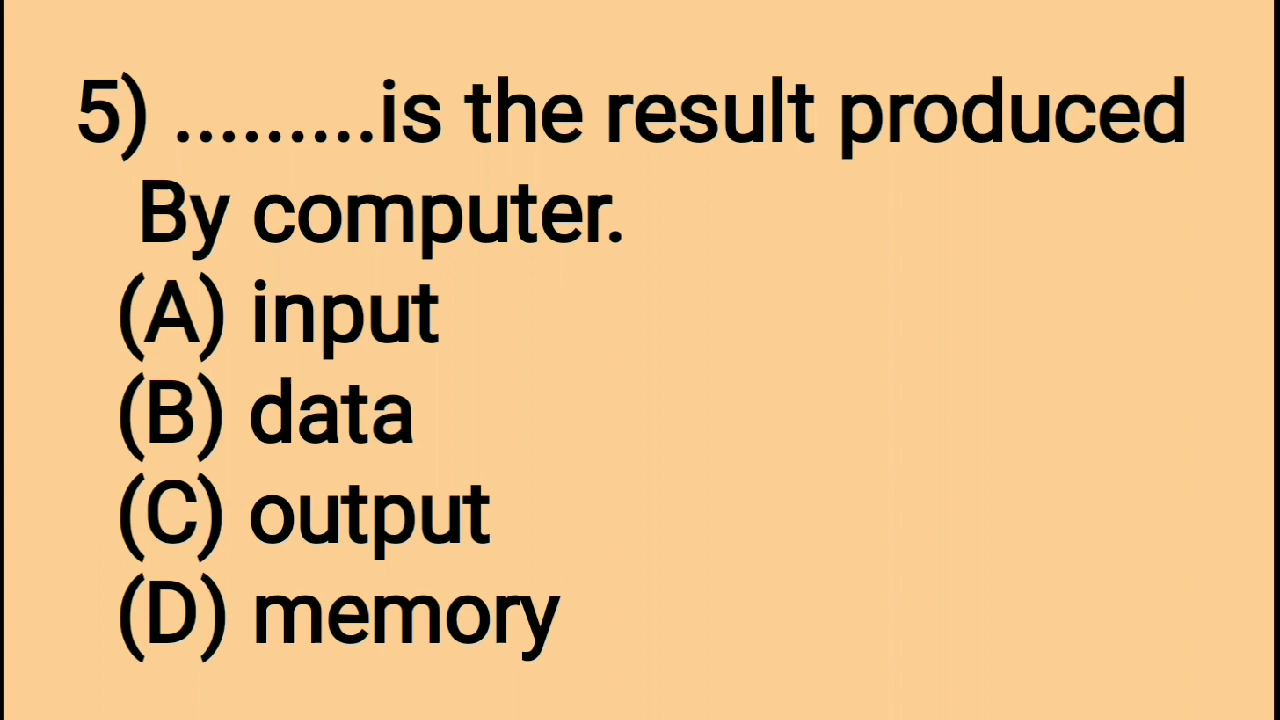 5) .........is the result produced
By computer.
(A) input
(B) data
(C) output
(D) memory